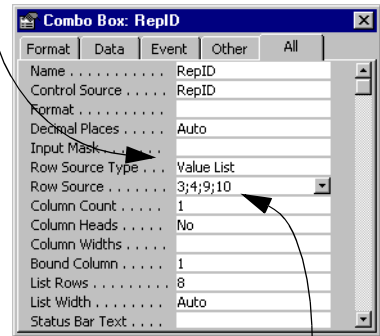 Combo Box: RepID
Format Data Event Other All
Name . . . . . . . . . . . RepID
Control Source . . . . . RepID
Format . . . . . . . . . .
Decimal Places . . . . . Auto
Input Mask . . . . . . .
Row Source Type . . . Value List
Row Source . . . . . . . 3;4;9;10
Column Count . . . . . 1
Column Heads . . . . . No
Column Widths . . . . .
Bound Column . . . . . 1
List Rows . . . . . . . . . 8
List Width . . . . . . . . Auto
Status Bar Text . . . .